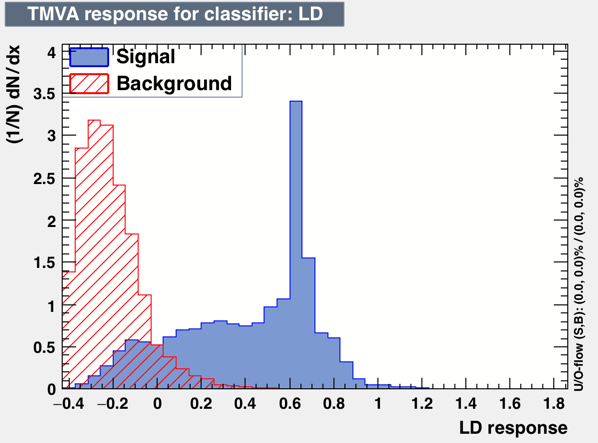 TMVA response for classifier: LD
(1/N) dN/dx
4
3.5
3
2.5
2
1.5
1
0.5
0
Signal
Background
−0.4 −0.2 0 0.2 0.4 0.6 0.8 1 1.2 1.4 1.6 1.8
LD response
U/O-flow (S,B): (0.0, 0.0)% / (0.0, 0.0)%